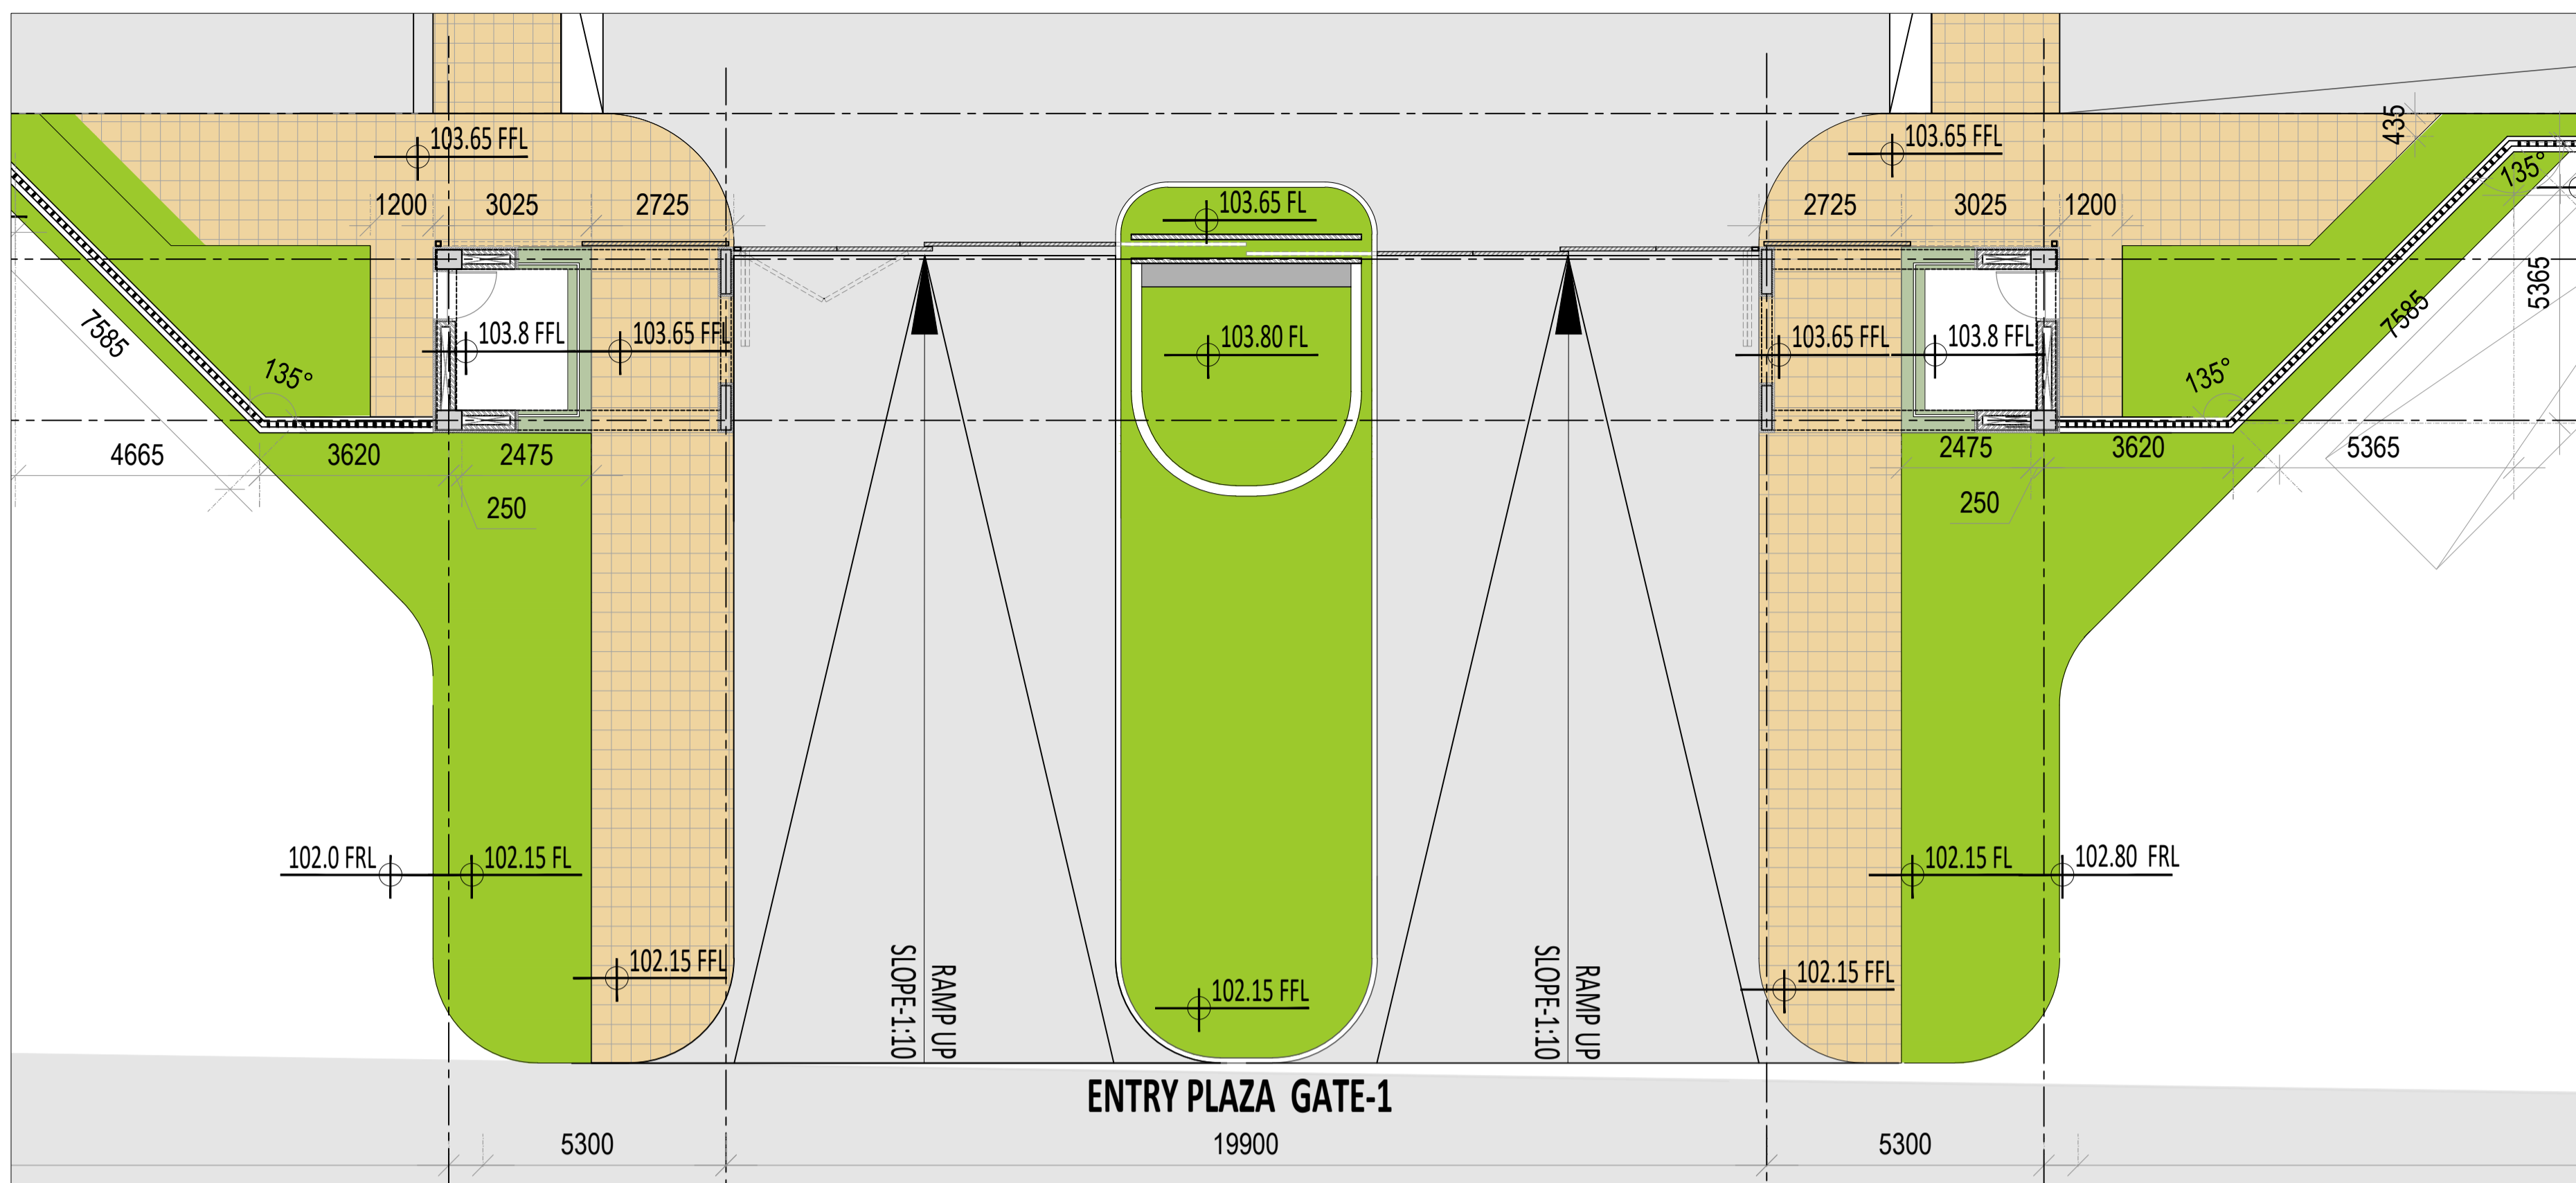 435
103.65 FFL
103.65 FFL
135°
1200
3025
2725
103.65 FL
2725
3025
1200
5365
7585
103.8 FFL
103.65 FFL
103.80 FL
103.65 FFL
103.8 FFL
7585
135°
135°
4665
3620
2475
2475
3620
5365
250
250
102.0 FRL
102.15 FL
102.15 FL
102.80 FRL
102.15 FFL
102.15 FFL
102.15 FFL
RAMP UP
SLOPE-1:10
RAMP UP
SLOPE-1:10
ENTRY PLAZA GATE-1
5300
19900
5300